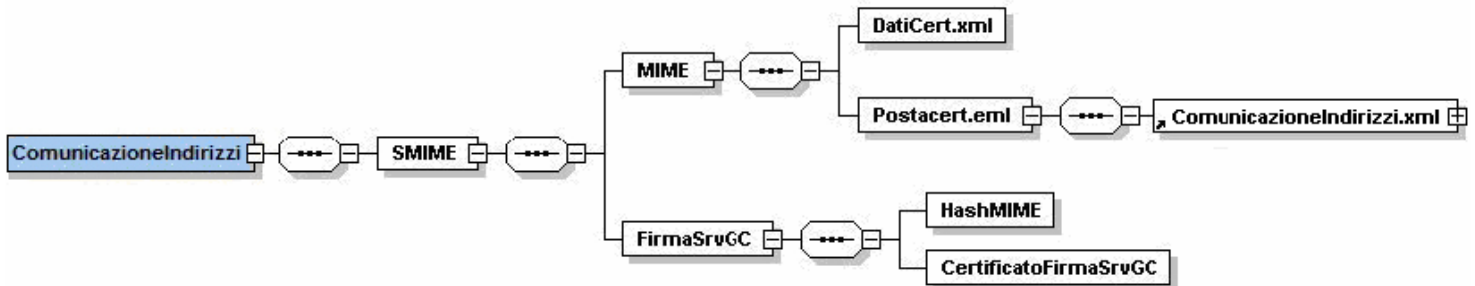 DatiCert.xml
MIME
Postacert.eml
ComunicazioneIndirizzi.xml
ComunicazioneIndirizzi
SMIME
HashMIME
FirmaSrvGC
CertificatoFirmaSrvGC